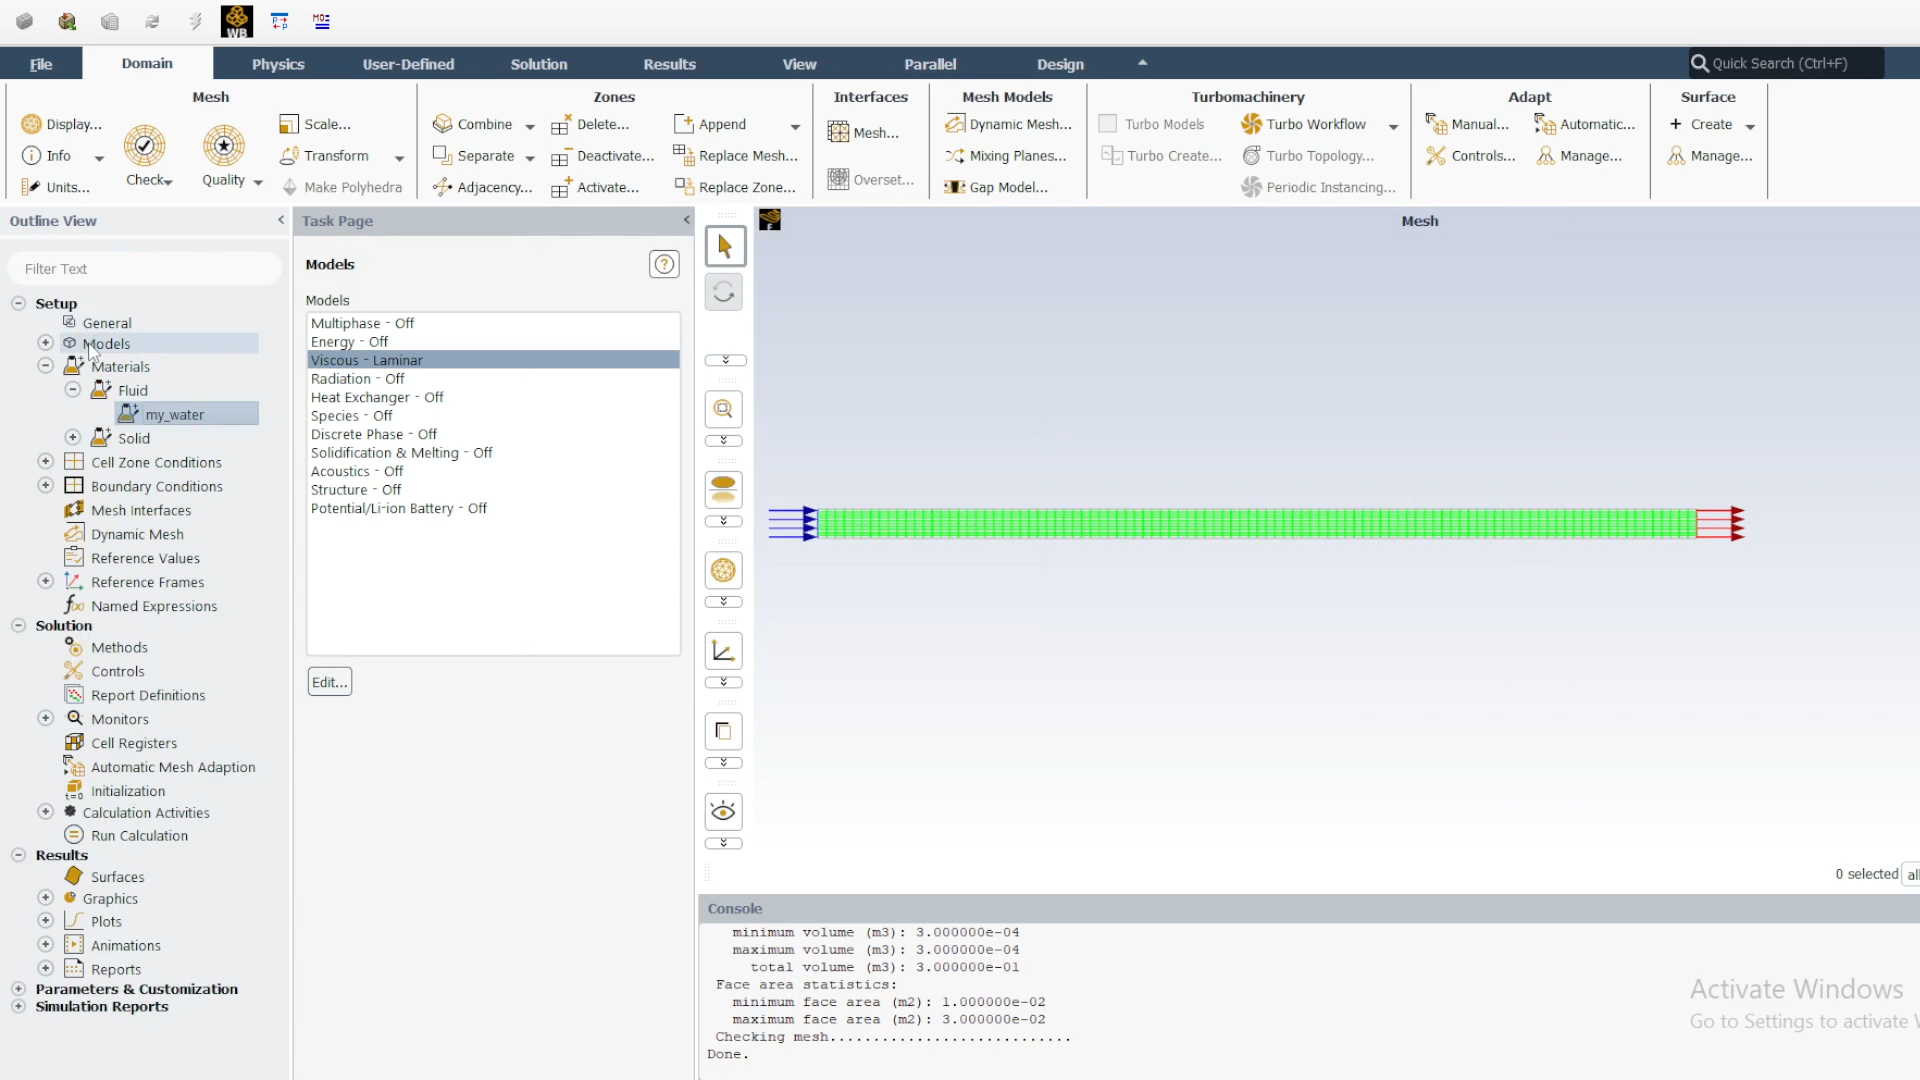 WB
File
Domain
Physics
User-Defined
Solution
Results
View
Parallel
Design
Quick Search (Ctrl+F)
Mesh
Display...
Info
Units...
Check
Quality
Scale...
Transform
Make Polyhedra
Zones
Combine
Separate
Adjacency...
Delete...
Deactivate...
Activate...
Append
Replace Mesh...
Replace Zone...
Interfaces
Mesh...
Overset...
Mesh Models
Dynamic Mesh...
Mixing Planes...
Gap Model...
Turbomachinery
Turbo Models
Turbo Create...
Turbo Workflow
Turbo Topology...
Periodic Instancing...
Adapt
Manual...
Controls...
Automatic...
Manage...
Surface
Create
Manage...
Outline View
Filter Text
Setup
General
Models
Materials
Fluid
my_water
Solid
Cell Zone Conditions
Boundary Conditions
Mesh Interfaces
Dynamic Mesh
Reference Values
Reference Frames
Named Expressions
Solution
Methods
Controls
Report Definitions
Monitors
Cell Registers
Automatic Mesh Adaption
Initialization
Calculation Activities
Run Calculation
Results
Surfaces
Graphics
Plots
Animations
Reports
Parameters & Customization
Simulation Reports
Task Page
Models
Models
Multiphase - Off
Energy - Off
Viscous - Laminar
Radiation - Off
Heat Exchanger - Off
Species - Off
Discrete Phase - Off
Solidification & Melting - Off
Acoustics - Off
Structure - Off
Potential/Li-ion Battery - Off
Edit...
Mesh
0 selected all
Console
minimum volume (m3): 3.000000e-04
maximum volume (m3): 3.000000e-04
total volume (m3): 3.000000e-01
Face area statistics:
minimum face area (m2): 1.000000e-02
maximum face area (m2): 3.000000e-02
Checking mesh............................
Done.
Activate Windows
Go to Settings to activate